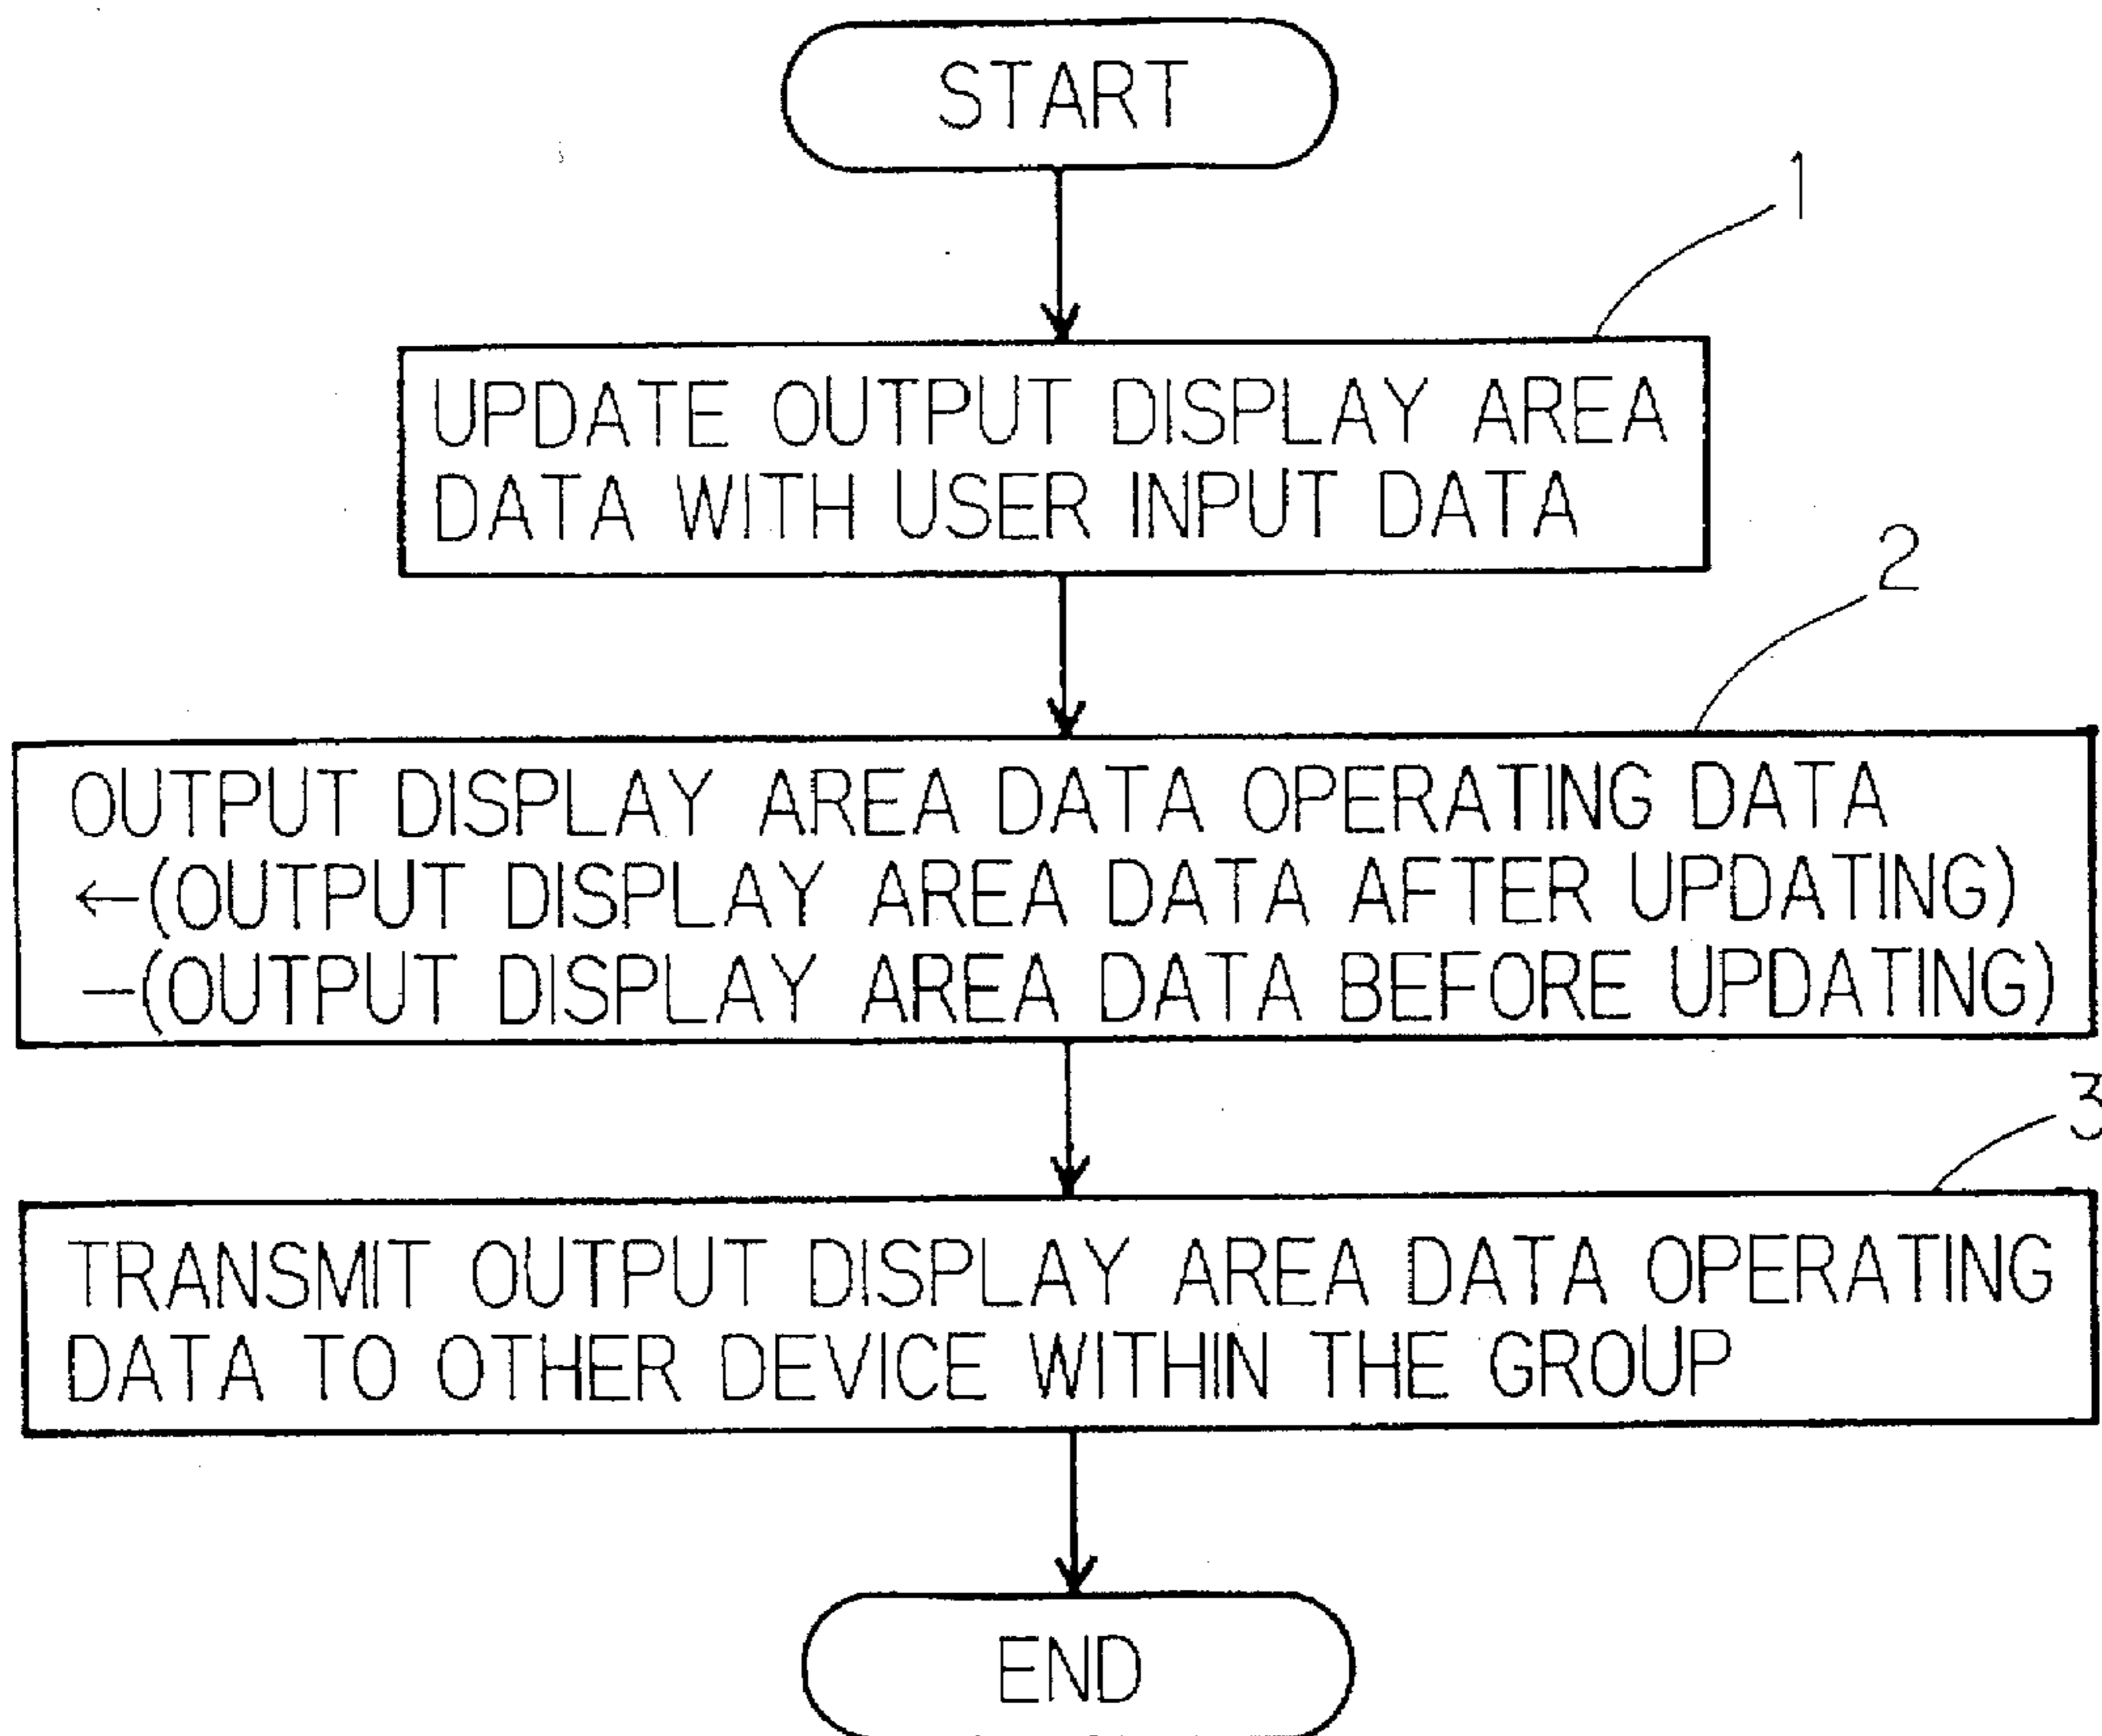 START
1
UPDATE OUTPUT DISPLAY AREA
DATA WITH USER INPUT DATA
2
OUTPUT DISPLAY AREA DATA OPERATING DATA
←(OUTPUT DISPLAY AREA DATA AFTER UPDATING)
−(OUTPUT DISPLAY AREA DATA BEFORE UPDATING)
3
TRANSMIT OUTPUT DISPLAY AREA DATA OPERATING
DATA TO OTHER DEVICE WITHIN THE GROUP
END